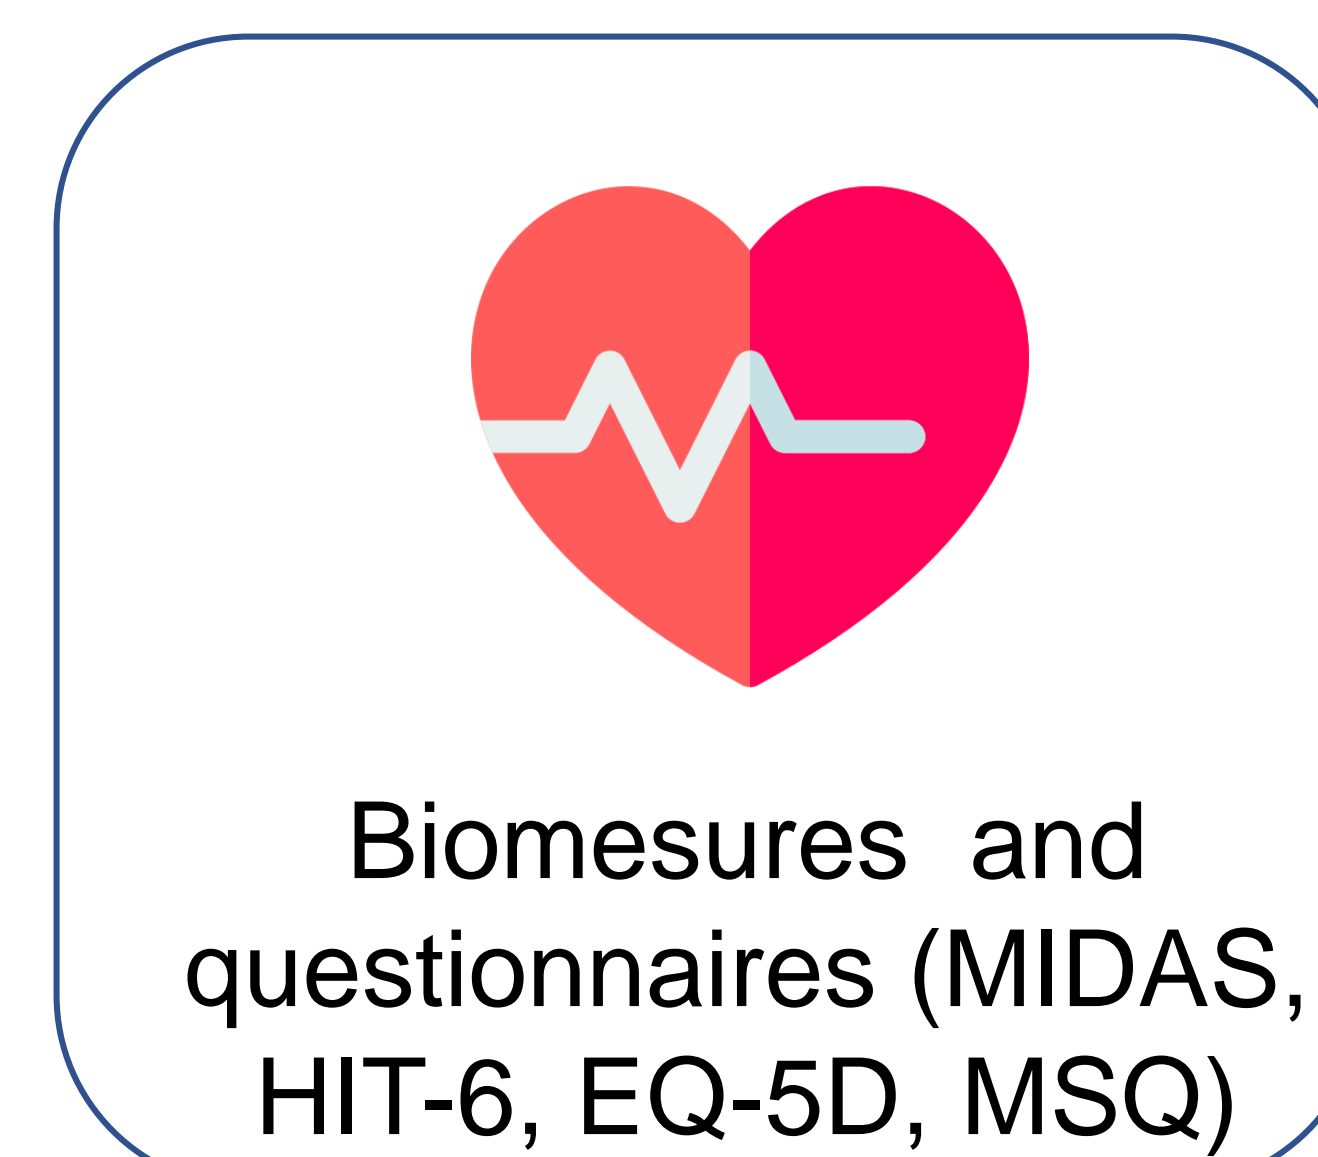 Biomesures  and
questionnaires (MIDAS,
HIT-6, EQ-5D, MSQ)